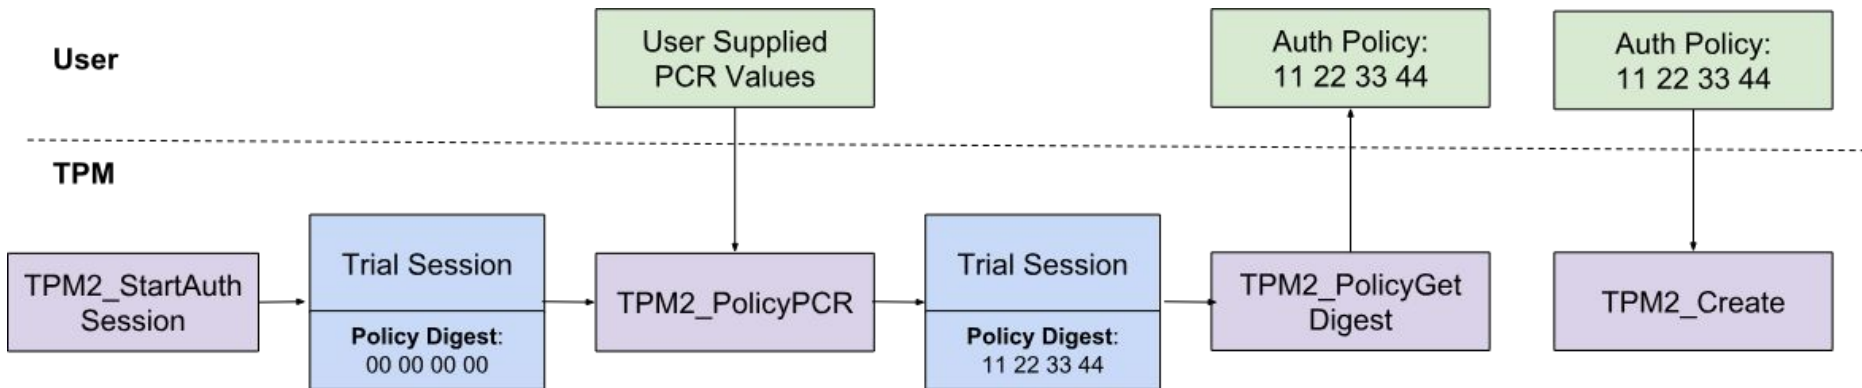 User
User Supplied
PCR Values
Auth Policy:
11 22 33 44
Auth Policy:
11 22 33 44
TPM
TPM2_StartAuth
Session
Trial Session
Policy Digest:
00 00 00 00
TPM2_PolicyPCR
Trial Session
Policy Digest:
11 22 33 44
TPM2_PolicyGet
Digest
TPM2_Create